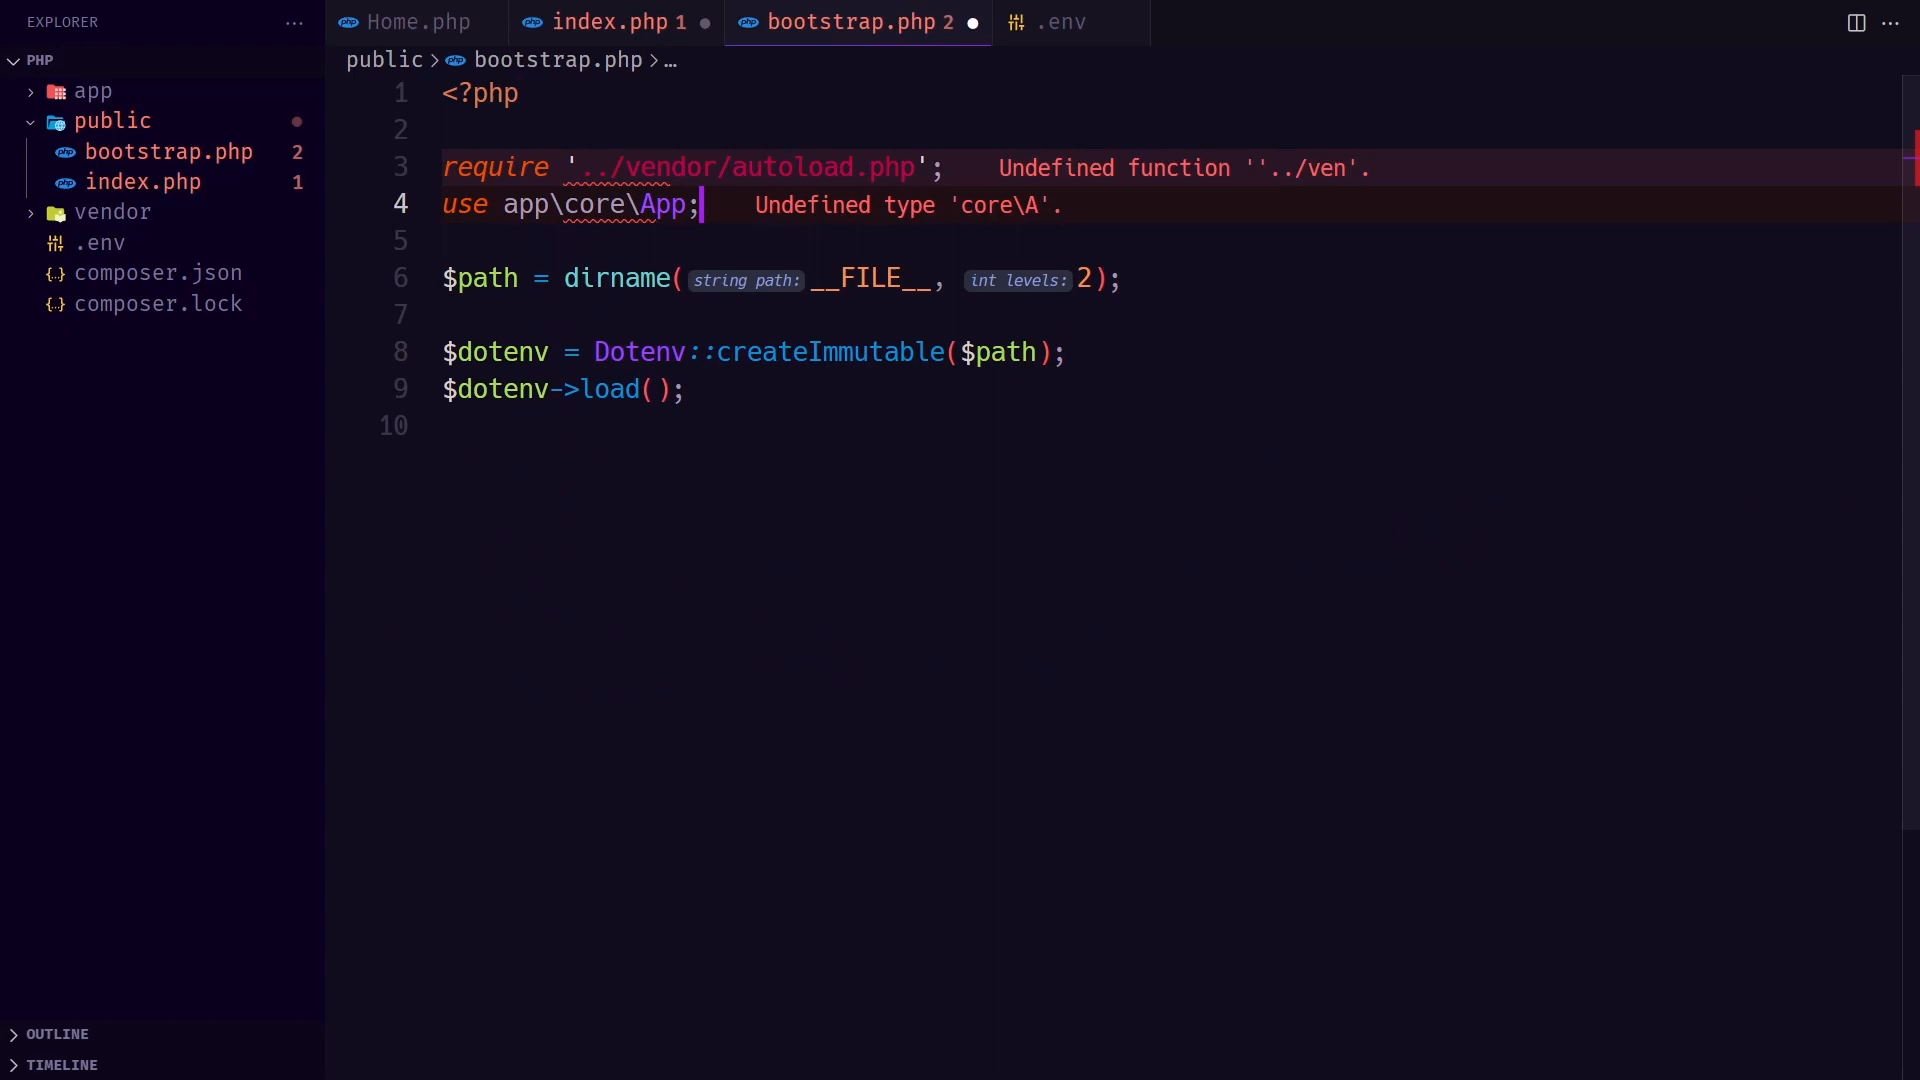 EXPLORER
PHP
app
public
bootstrap.php 2
index.php 1
vendor
.env
composer.json
composer.lock
OUTLINE
TIMELINE
Home.php
index.php 1
bootstrap.php 2
.env
public > bootstrap.php > …
1 <?php
2
3 require '../vendor/autoload.php'; Undefined function ''../ven'.
4 use app\core\App; Undefined type 'core\A'.
5
6 $path = dirname(string path: __FILE__, int levels: 2);
7
8 $dotenv = Dotenv::createImmutable($path);
9 $dotenv->load();
10